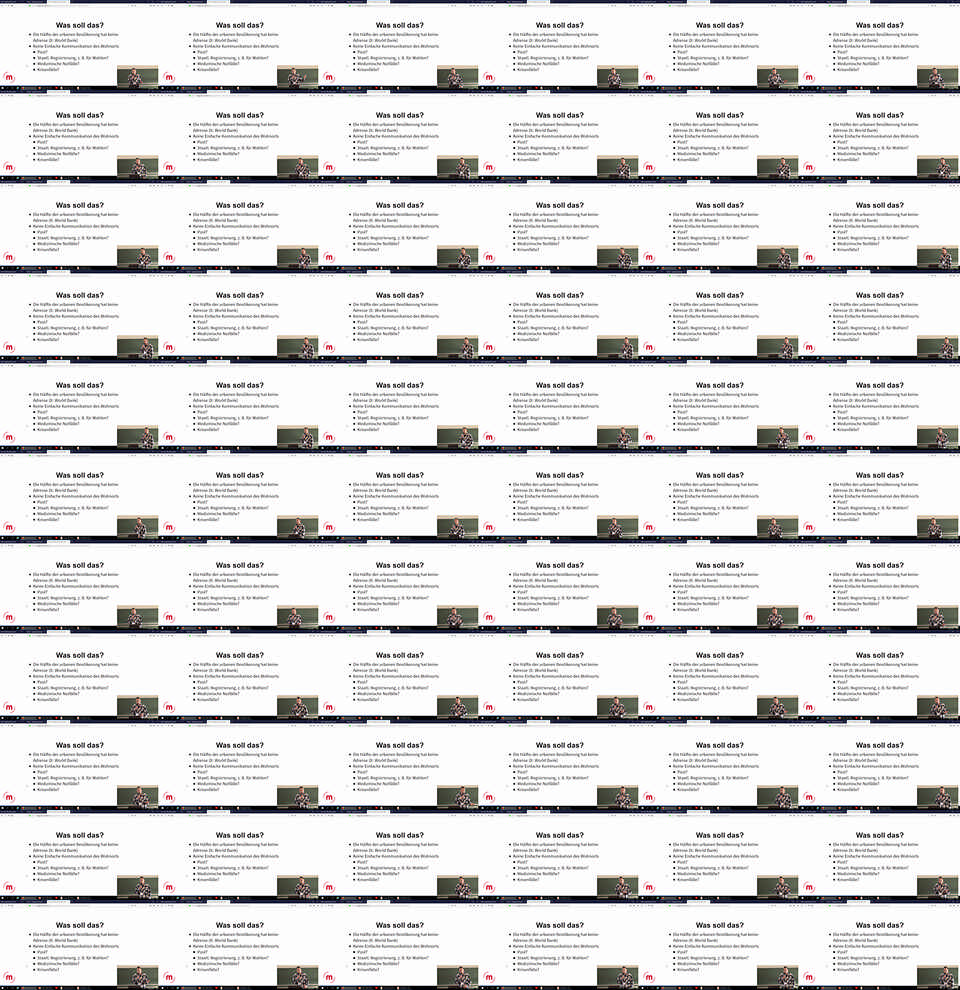 Was soll das?
Die Hälfte der urbanen Bevölkerung hat keine
Adresse (lt. World Bank)
Keine Einfache Kommunikation des Wohnorts
Post?
Staatl. Registrierung, z. B. für Wahlen?
Medizinische Notfälle?
Krisenfälle?
m